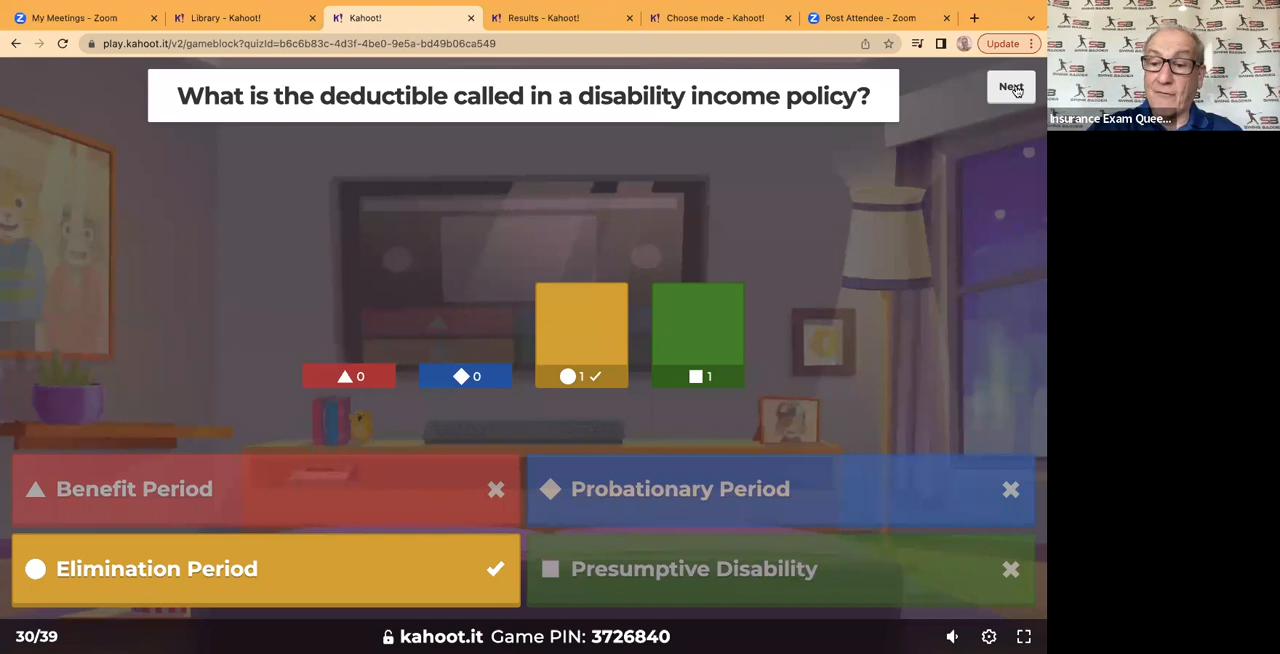 My Meetings - Zoom
Library - Kahoot!
Kahoot!
Results - Kahoot!
Choose mode - Kahoot!
Post Attendee - Zoom
play.kahoot.it/v2/gameblock?quizId=b6c6b83c-4d3f-4be0-9e5a-bd49b06ca549
Update
What is the deductible called in a disability income policy?
Next
SB
SWING BADDER
Insurance Exam Quee...
0
0
1
1
Benefit Period
Probationary Period
Elimination Period
Presumptive Disability
30/39
kahoot.it Game PIN: 3726840